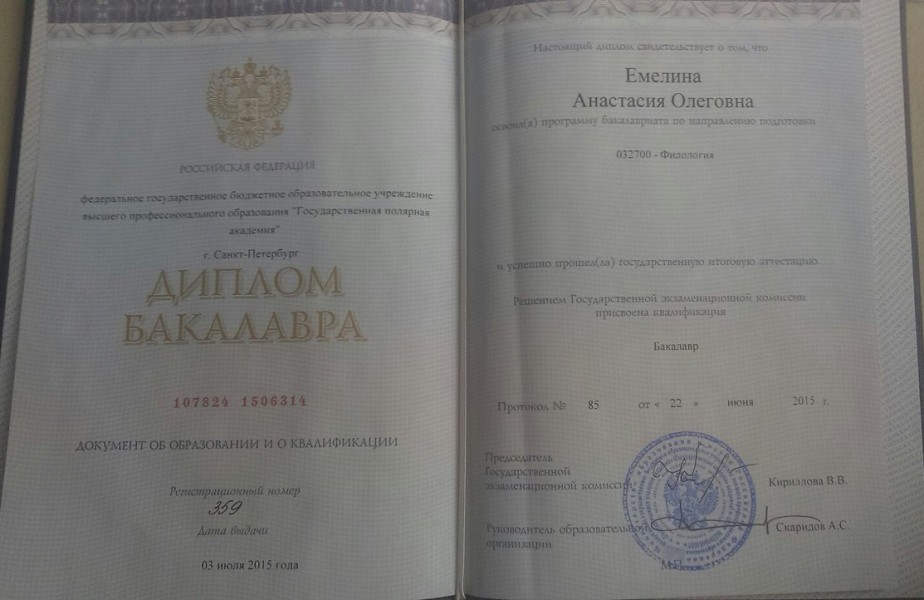 РОССИЙСКАЯ ФЕДЕРАЦИЯ
федеральное государственное бюджетное образовательное учреждение
высшего профессионального образования "Государственная полярная
академия"
г. Санкт-Петербург
ДИПЛОМ
БАКАЛАВРА
107824 1506314
ДОКУМЕНТ ОБ ОБРАЗОВАНИИ И О КВАЛИФИКАЦИИ
Регистрационный номер
359
Дата выдачи
03 июля 2015 года
Настоящий диплом свидетельствует о том, что
Емелина
Анастасия Олеговна
освоил(а) программу бакалавриата по направлению подготовки
032700 - Филология
и успешно прошел(ла) государственную итоговую аттестацию
Решением Государственной экзаменационной комиссии
присвоена квалификация
Бакалавр
Протокол № 85 от « 22 » июня 2015 г.
Председатель
Государственной
экзаменационной комиссии
Кириллова В.В.
Руководитель образовательной
организации
Скаридов А.С.
М.П.